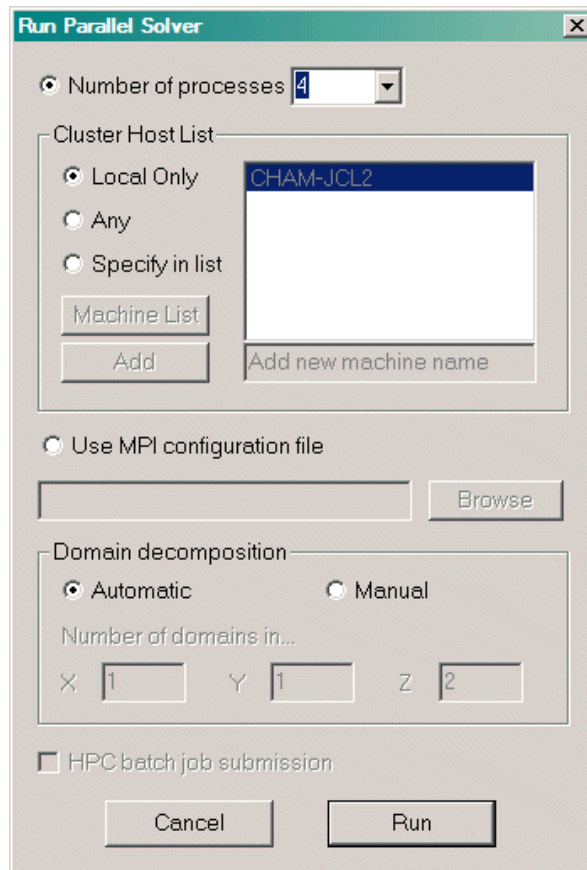 Run Parallel Solver
Number of processes 4
Cluster Host List
Local Only
CHAM-JCL2
Any
Specify in list
Machine List
Add
Add new machine name
Use MPI configuration file
Browse
Domain decomposition
Automatic Manual
Number of domains in...
X 1 Y 1 Z 2
HPC batch job submission
Cancel Run